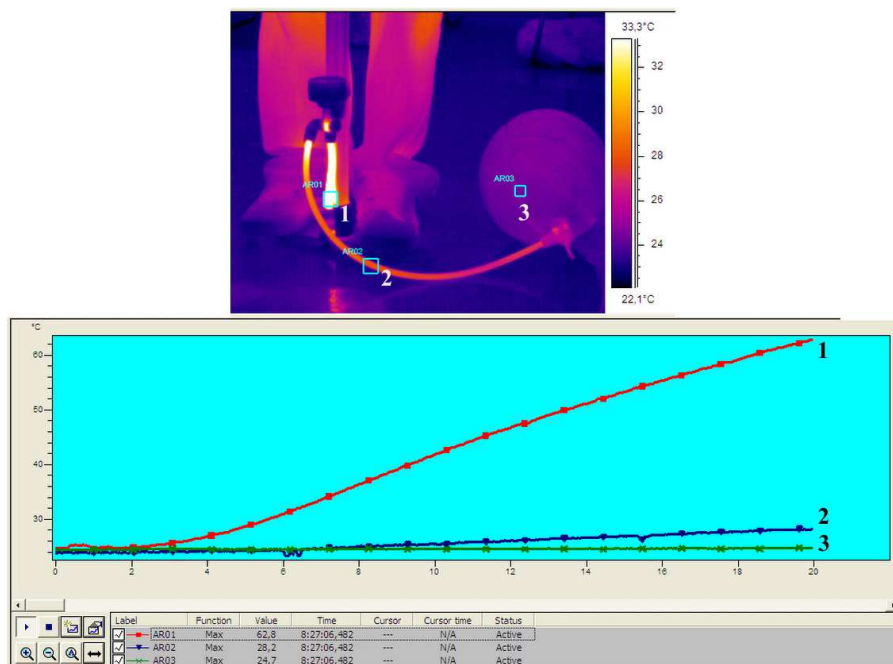 33,3°C
32
30
28
26
24
22,1°C
AR01
1
AR02
2
AR03
3
°C
60
50
40
30
0 2 4 6 8 10 12 14 16 18 20
1
2
3
Label Function Value Time Cursor Cursor time Status
AR01 Max 62,8 8:27:06,482 --- N/A Active
AR02 Max 28,2 8:27:06,482 --- N/A Active
AR03 Max 24,7 8:27:06,482 --- N/A Active